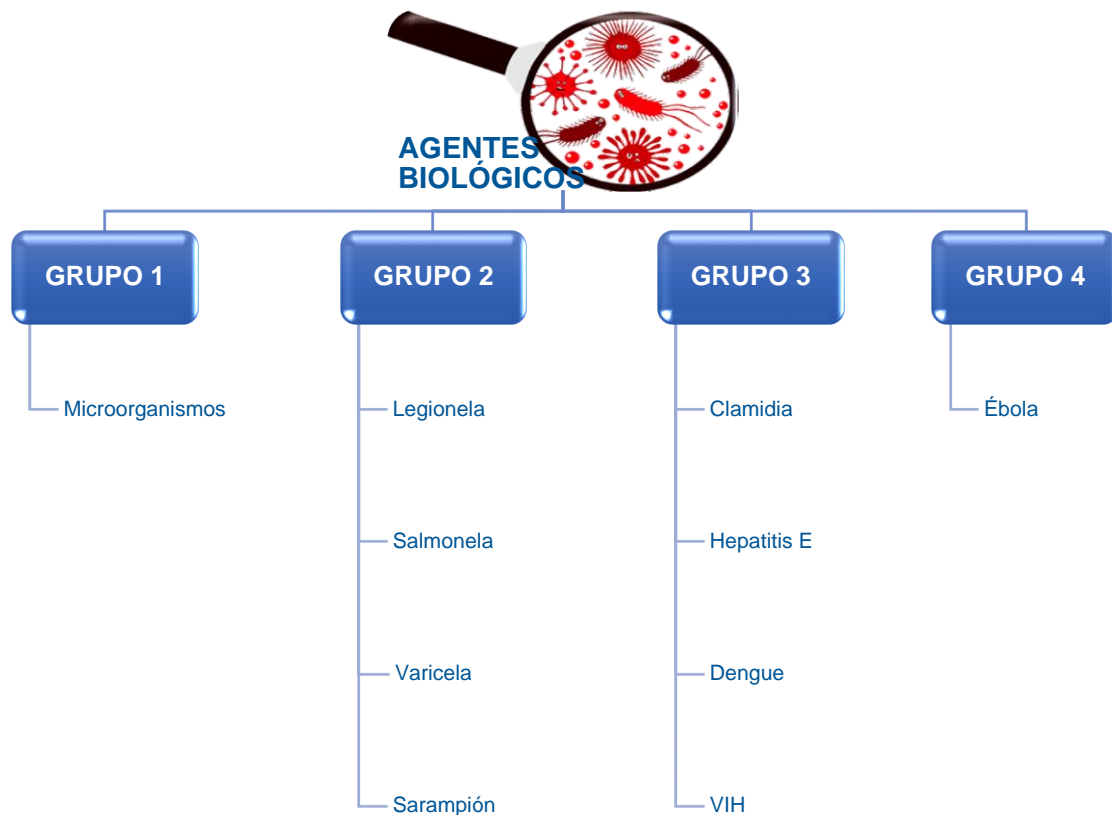 AGENTES
BIOLÓGICOS
GRUPO 1
Microorganismos
GRUPO 2
Legionela
Salmonela
Varicela
Sarampión
GRUPO 3
Clamidia
Hepatitis E
Dengue
VIH
GRUPO 4
Ébola